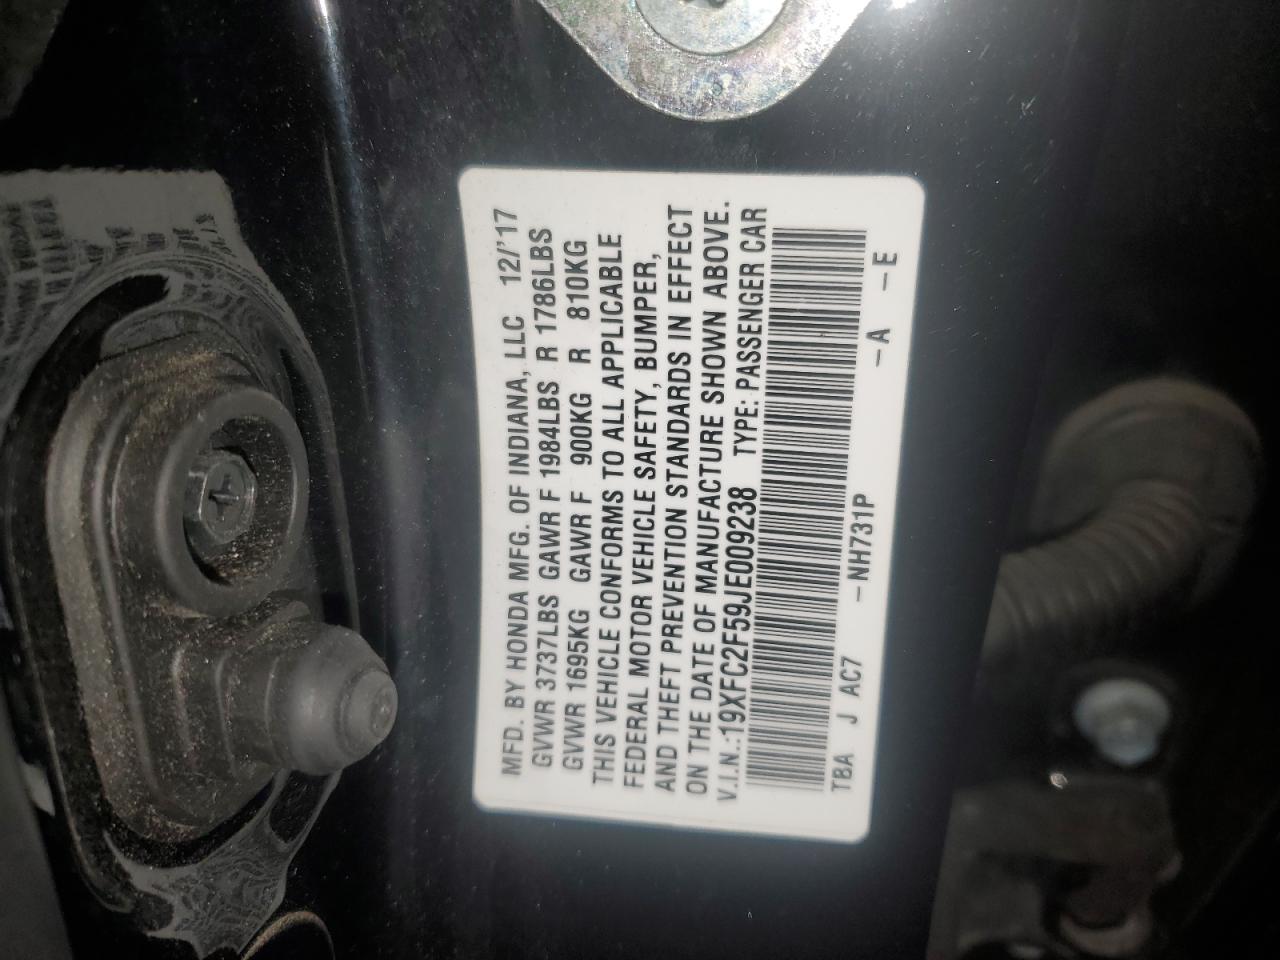 MFD. BY HONDA MFG. OF INDIANA, LLC 12/'17
GVWR 3737LBS GAWR F 1984LBS R 1786LBS
GVWR 1695KG GAWR F 900KG R 810KG
THIS VEHICLE CONFORMS TO ALL APPLICABLE
FEDERAL MOTOR VEHICLE SAFETY, BUMPER,
AND THEFT PREVENTION STANDARDS IN EFFECT
ON THE DATE OF MANUFACTURE SHOWN ABOVE.
V.I.N.:19XFC2F59JE009238 TYPE: PASSENGER CAR
TBA J AC7 -NH731P -A -E